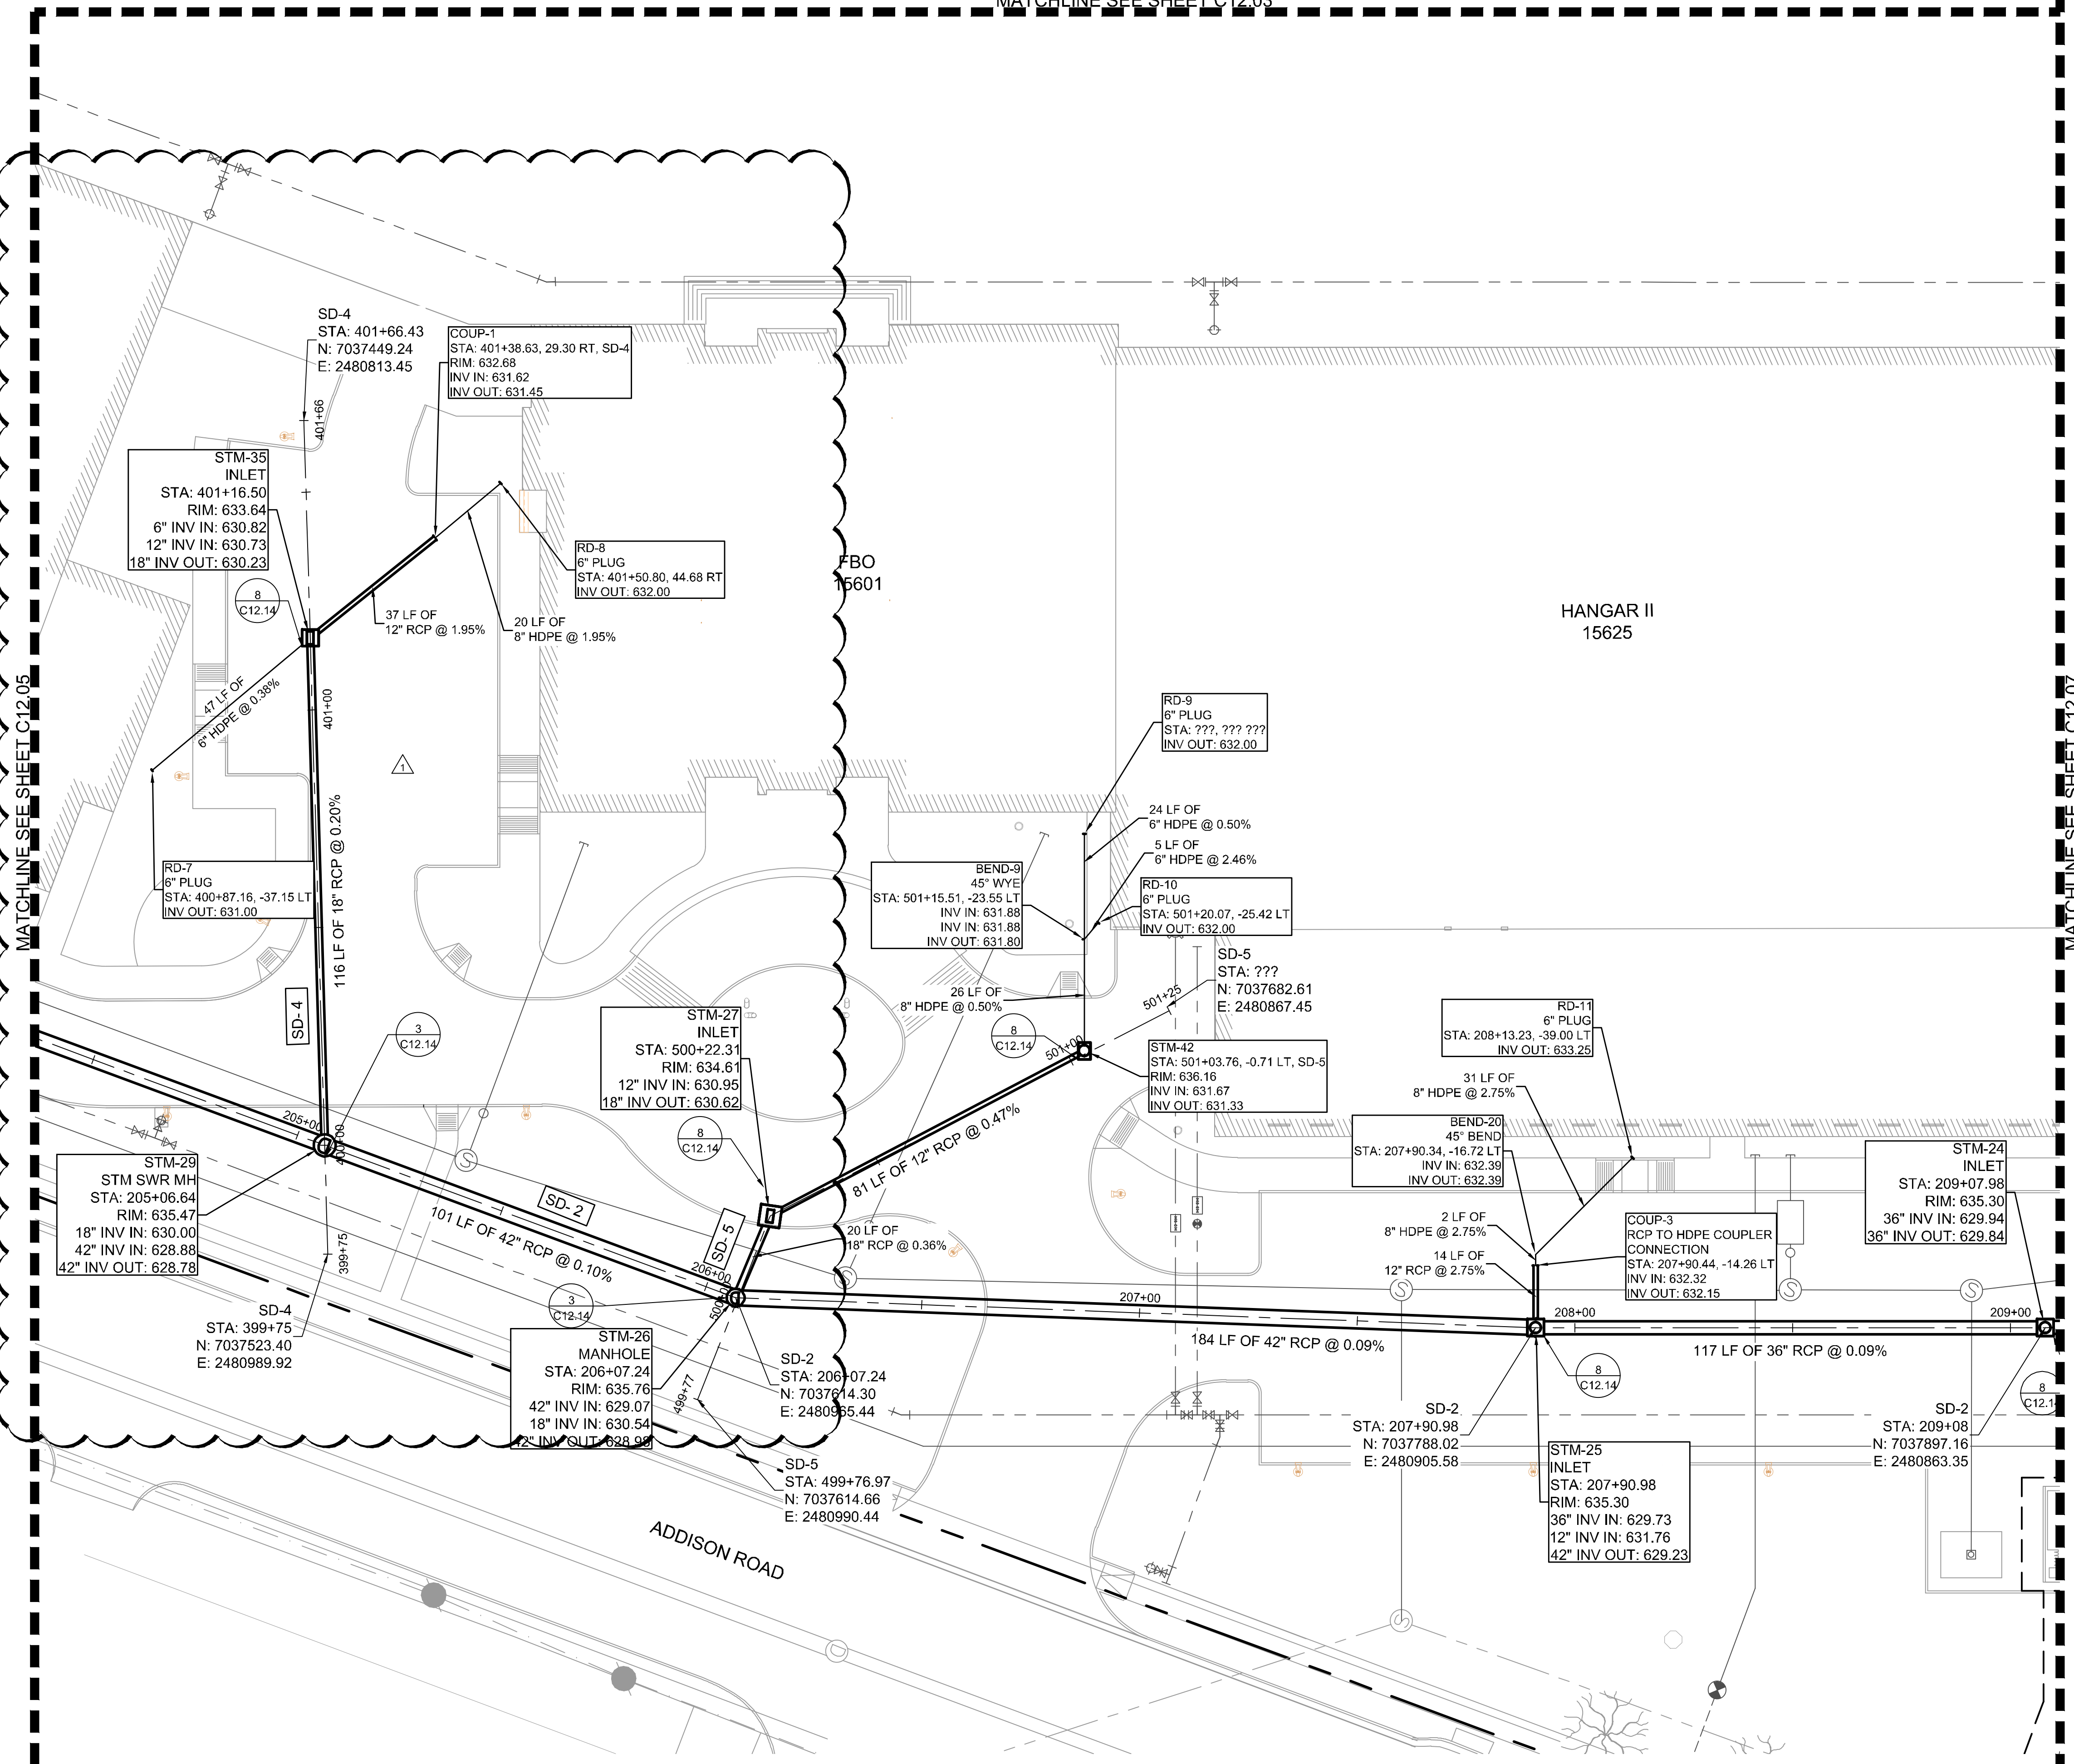 MATCHLINE SEE SHEET C12.03
SD-4
STA: 401+66.43
N: 7037449.24
E: 2480813.45
COUP-1
STA: 401+38.63, 29.30 RT, SD-4
RIM: 632.68
INV IN: 631.62
INV OUT: 631.45
401+66
STM-35
INLET
STA: 401+16.50
RIM: 633.64
6" INV IN: 630.82
12" INV IN: 630.73
18" INV OUT: 630.23
8
C12.14
RD-8
6" PLUG
STA: 401+50.80, 44.68 RT
INV OUT: 632.00
37 LF OF
12" RCP @ 1.95%
20 LF OF
8" HDPE @ 1.95%
FBO
15601
HANGAR II
15625
47 LF OF
6" HDPE @ 0.38%
401+00
1
MATCHLINE SEE SHEET C12.05
MATCHLINE SEE SHEET C12.07
116 LF OF 18" RCP @ 0.20%
RD-7
6" PLUG
STA: 400+87.16, -37.15 LT
INV OUT: 631.00
RD-9
6" PLUG
STA: ???, ??? ???
INV OUT: 632.00
24 LF OF
6" HDPE @ 0.50%
5 LF OF
6" HDPE @ 2.46%
BEND-9
45° WYE
STA: 501+15.51, -23.55 LT
INV IN: 631.88
INV IN: 631.88
INV OUT: 631.80
RD-10
6" PLUG
STA: 501+20.07, -25.42 LT
INV OUT: 632.00
SD-5
STA: ???
N: 7037682.61
E: 2480867.45
26 LF OF
8" HDPE @ 0.50%
501+25
SD- 4
3
C12.14
STM-27
INLET
STA: 500+22.31
RIM: 634.61
12" INV IN: 630.95
18" INV OUT: 630.62
8
C12.14
501+00
STM-42
STA: 501+03.76, -0.71 LT, SD-5
RIM: 636.16
INV IN: 631.67
INV OUT: 631.33
RD-11
6" PLUG
STA: 208+13.23, -39.00 LT
INV OUT: 633.25
31 LF OF
8" HDPE @ 2.75%
205+00
400+00
8
C12.14
81 LF OF 12" RCP @ 0.47%
BEND-20
45° BEND
STA: 207+90.34, -16.72 LT
INV IN: 632.39
INV OUT: 632.39
STM-24
INLET
STA: 209+07.98
RIM: 635.30
36" INV IN: 629.94
36" INV OUT: 629.84
STM-29
STM SWR MH
STA: 205+06.64
RIM: 635.47
18" INV IN: 630.00
42" INV IN: 628.88
42" INV OUT: 628.78
SD- 2
101 LF OF 42" RCP @ 0.10%
SD- 5
20 LF OF
18" RCP @ 0.36%
2 LF OF
8" HDPE @ 2.75%
14 LF OF
12" RCP @ 2.75%
COUP-3
RCP TO HDPE COUPLER
CONNECTION
STA: 207+90.44, -14.26 LT
INV IN: 632.32
INV OUT: 632.15
399+75
206+00
S
S
S
S
S
207+00
208+00
209+00
3
C12.14
184 LF OF 42" RCP @ 0.09%
117 LF OF 36" RCP @ 0.09%
SD-4
STA: 399+75
N: 7037523.40
E: 2480989.92
STM-26
MANHOLE
STA: 206+07.24
RIM: 635.76
42" INV IN: 629.07
18" INV IN: 630.54
42" INV OUT: 628.98
499+77
SD-2
STA: 206+07.24
N: 7037614.30
E: 2480965.44
8
C12.14
8
SD-2
STA: 207+90.98
N: 7037788.02
E: 2480905.58
SD-2
STA: 209+08
N: 7037897.16
E: 2480863.35
SD-5
STA: 499+76.97
N: 7037614.66
E: 2480990.44
STM-25
INLET
STA: 207+90.98
RIM: 635.30
36" INV IN: 629.73
12" INV IN: 631.76
42" INV OUT: 629.23
ADDISON ROAD
S
D